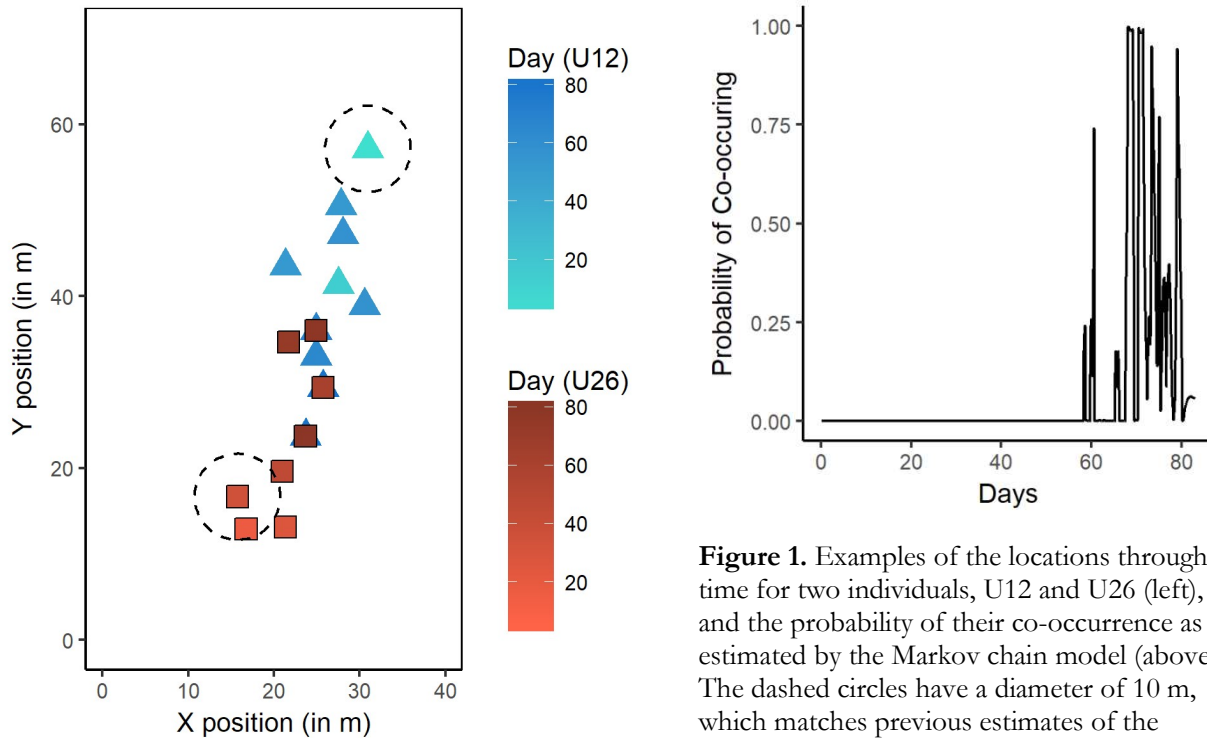 Y position (in m)
60
40
20
0
0
10
20
30
40
X position (in m)
Day (U12)
80
60
40
20
Day (U26)
80
60
40
20
Probability of Co-occuring
1.00
0.75
0.50
0.25
0.00
0
20
40
60
80
Days
Figure 1. Examples of the locations through
time for two individuals, U12 and U26 (left),
and the probability of their co-occurrence as
estimated by the Markov chain model (above
The dashed circles have a diameter of 10 m,
which matches previous estimates of the